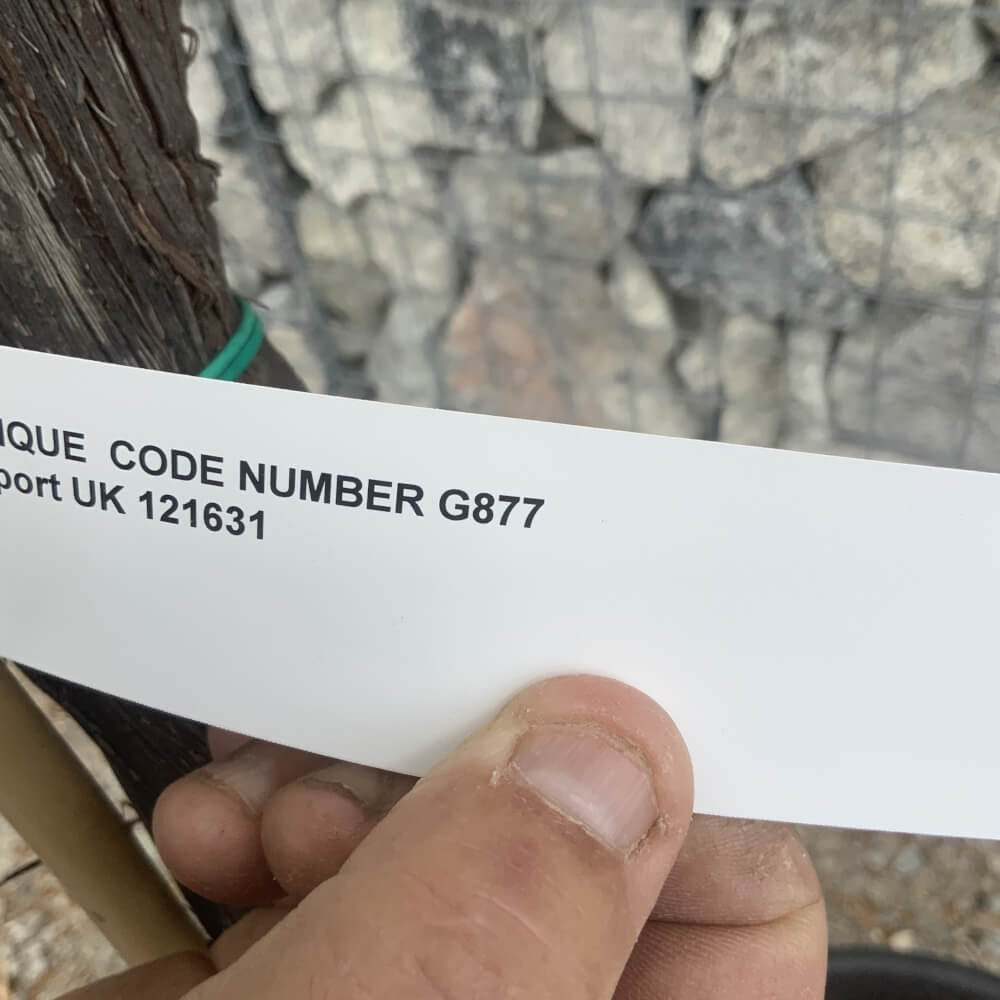 IQUE CODE NUMBER G877
port UK 121631